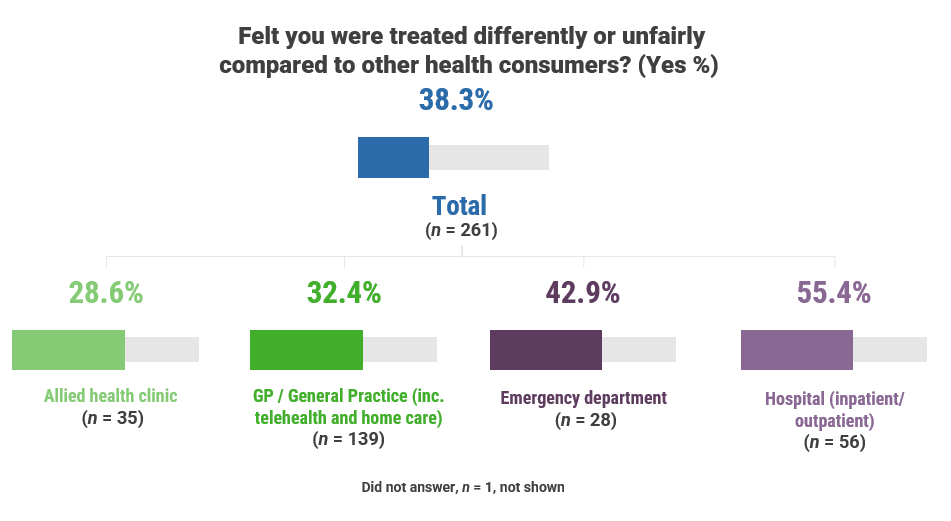 Felt you were treated differently or unfairly
compared to other health consumers? (Yes %)
38.3%
Total
(n = 261)
28.6%
32.4%
42.9%
55.4%
Allied health clinic
(n = 35)
GP / General Practice (inc.
telehealth and home care)
(n = 139)
Emergency department
(n = 28)
Hospital (inpatient/
outpatient)
(n = 56)
Did not answer, n = 1, not shown